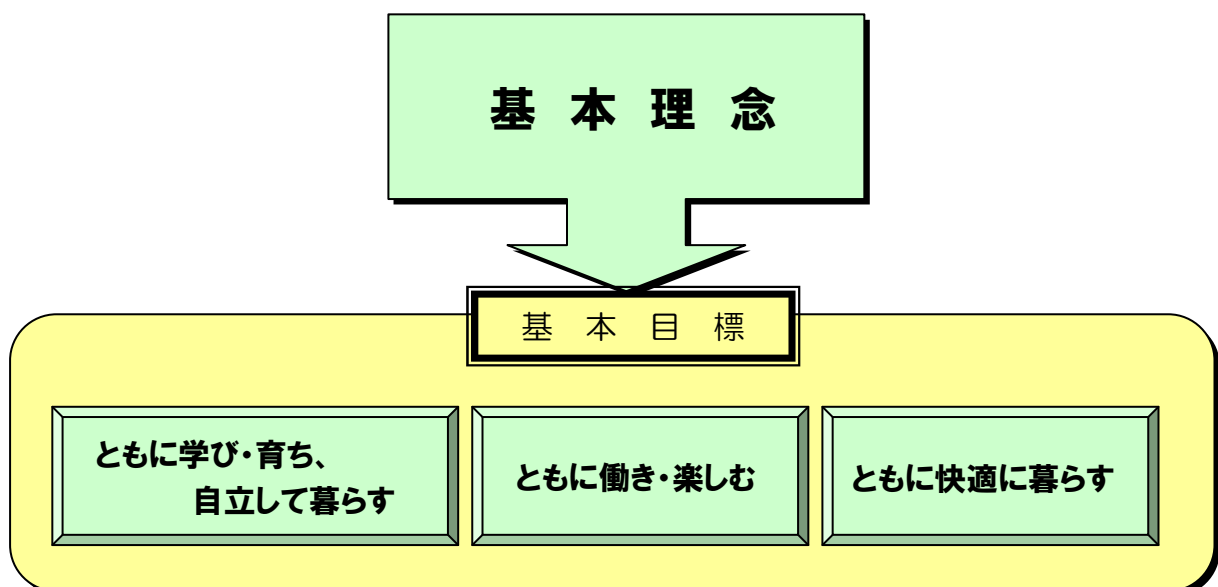 基本理念
基本目標
ともに学び・育ち、
自立して暮らす
ともに働き・楽しむ
ともに快適に暮らす